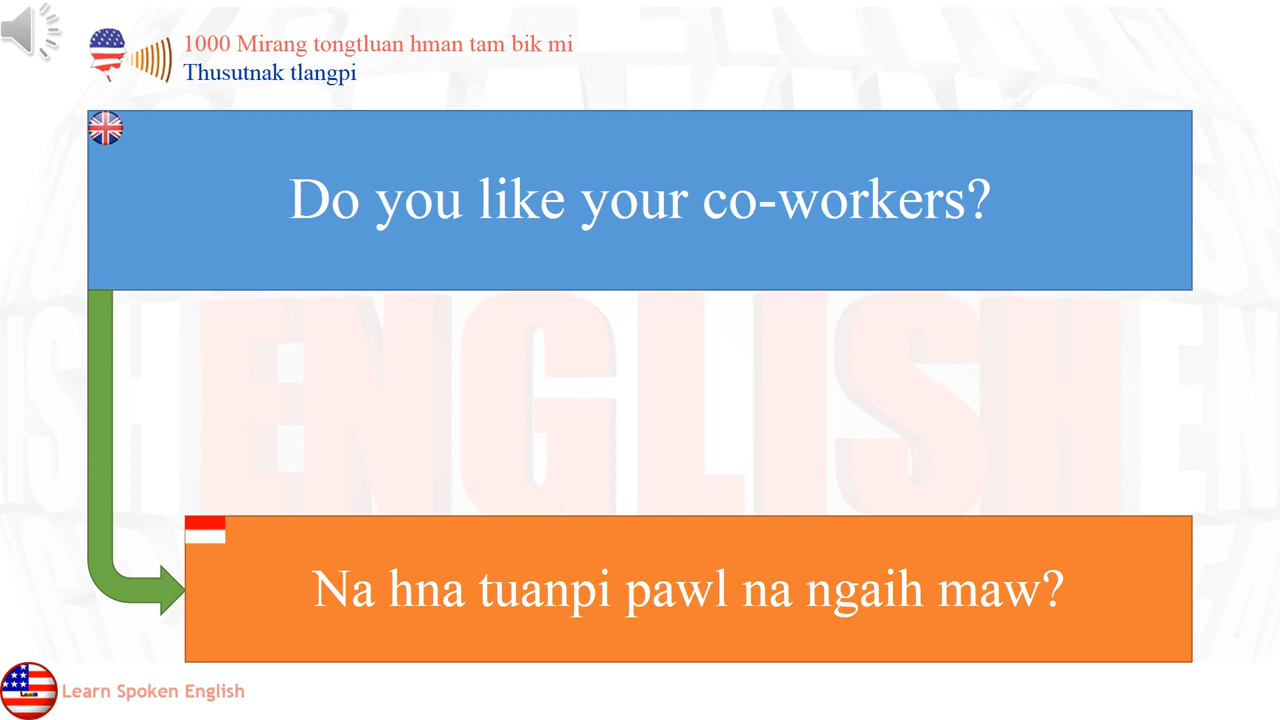 1000 Mirang tongtluan hman tam bik mi
Thusutnak tlangpi
Do you like your co-workers?
ENGLISH
Na hna tuanpi pawl na ngaih maw?
Learn Spoken English